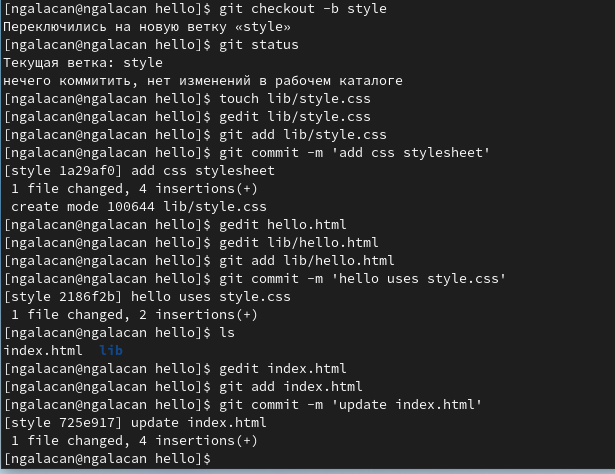 [ngalacan@ngalacan hello]$ git checkout -b style
Переключились на новую ветку «style»
[ngalacan@ngalacan hello]$ git status
Текущая ветка: style
нечего коммитить, нет изменений в рабочем каталоге
[ngalacan@ngalacan hello]$ touch lib/style.css
[ngalacan@ngalacan hello]$ gedit lib/style.css
[ngalacan@ngalacan hello]$ git add lib/style.css
[ngalacan@ngalacan hello]$ git commit -m 'add css stylesheet'
[style 1a29af0] add css stylesheet
 1 file changed, 4 insertions(+)
 create mode 100644 lib/style.css
[ngalacan@ngalacan hello]$ gedit hello.html
[ngalacan@ngalacan hello]$ gedit lib/hello.html
[ngalacan@ngalacan hello]$ git add lib/hello.html
[ngalacan@ngalacan hello]$ git commit -m 'hello uses style.css'
[style 2186f2b] hello uses style.css
 1 file changed, 2 insertions(+)
[ngalacan@ngalacan hello]$ ls
index.html  lib
[ngalacan@ngalacan hello]$ gedit index.html
[ngalacan@ngalacan hello]$ git add index.html
[ngalacan@ngalacan hello]$ git commit -m 'update index.html'
[style 725e917] update index.html
 1 file changed, 4 insertions(+)
[ngalacan@ngalacan hello]$